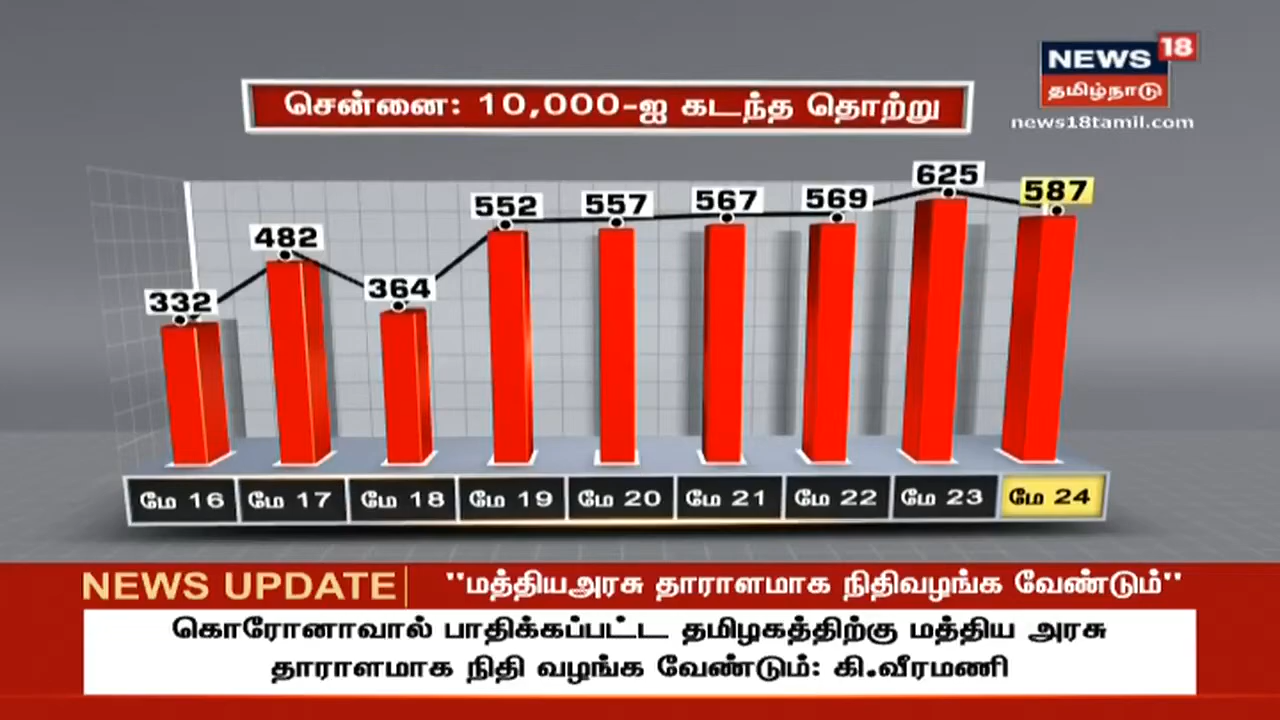 NEWS 18
தமிழ்நாடு
news18tamil.com
சென்னை: 10,000-ஐ கடந்த தொற்று
332
482
364
552
557
567
569
625
587
மே 16
மே 17
மே 18
மே 19
மே 20
மே 21
மே 22
மே 23
மே 24
NEWS UPDATE
"மத்தியஅரசு தாராளமாக நிதிவழங்க வேண்டும்"
கொரோனாவால் பாதிக்கப்பட்ட தமிழகத்திற்கு மத்திய அரசு
தாராளமாக நிதி வழங்க வேண்டும்: கி.வீரமணி